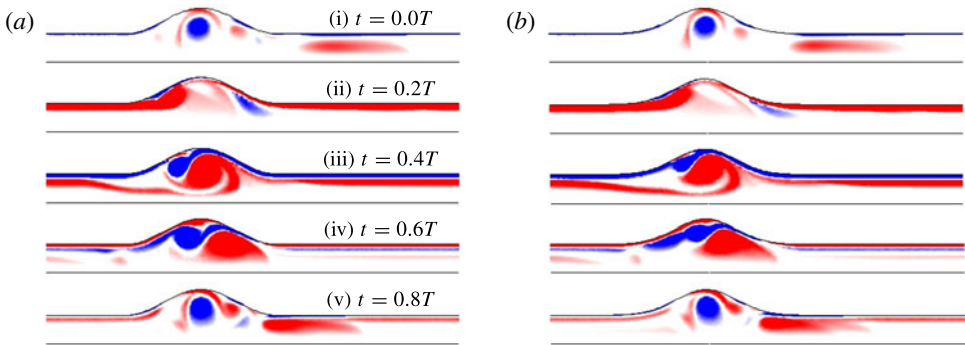 (a)
(i) t = 0.0T
(b)
(ii) t = 0.2T
(iii) t = 0.4T
(iv) t = 0.6T
(v) t = 0.8T